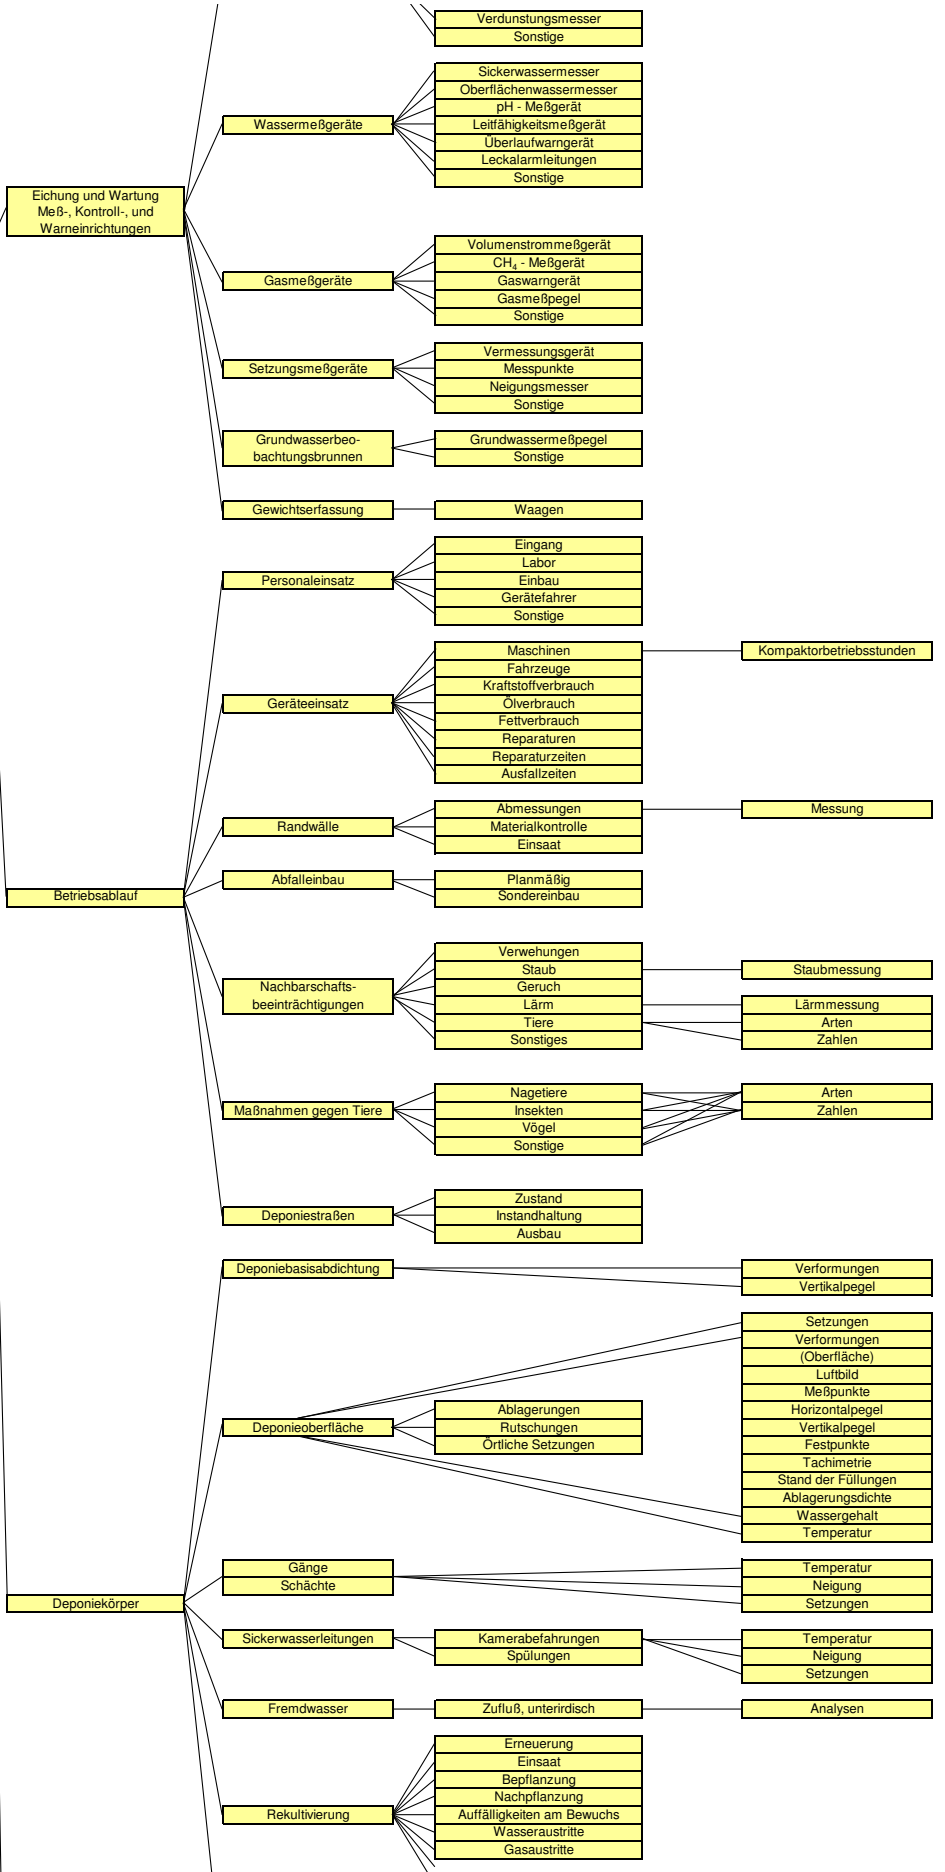 Verdunstungsmesser
Sonstige
Eichung und Wartung
Meß-, Kontroll-, und
Warneinrichtungen
Wassermeßgeräte
Sickerwassermesser
Oberflächenwassermesser
pH - Meßgerät
Leitfähigkeitsmeßgerät
Überlaufwarngerät
Leckalarmleitungen
Sonstige
Gasmeßgeräte
Volumenstrommeßgerät
CH₄ - Meßgerät
Gaswarngerät
Gasmeßpegel
Sonstige
Setzungsmeßgeräte
Vermessungsgerät
Messpunkte
Neigungsmesser
Sonstige
Grundwasserbeo-
bachtungsbrunnen
Grundwassermeßpegel
Sonstige
Gewichtserfassung
Waagen
Betriebsablauf
Personaleinsatz
Eingang
Labor
Einbau
Gerätefahrer
Sonstige
Geräteeinsatz
Maschinen
Kompaktorbetriebsstunden
Fahrzeuge
Kraftstoffverbrauch
Ölverbrauch
Fettverbrauch
Reparaturen
Reparaturzeiten
Ausfallzeiten
Randwälle
Abmessungen
Messung
Materialkontrolle
Einsaat
Abfalleinbau
Planmäßig
Sondereinbau
Nachbarschafts-
beeinträchtigungen
Verwehungen
Staub
Staubmessung
Geruch
Lärm
Lärmmessung
Tiere
Arten
Zahlen
Sonstiges
Maßnahmen gegen Tiere
Nagetiere
Insekten
Vögel
Sonstige
Arten
Zahlen
Deponiestraßen
Zustand
Instandhaltung
Ausbau
Deponiekörper
Deponiebasisabdichtung
Verformungen
Vertikalpegel
Deponieoberfläche
Ablagerungen
Rutschungen
Örtliche Setzungen
Setzungen
Verformungen
(Oberfläche)
Luftbild
Meßpunkte
Horizontalpegel
Vertikalpegel
Festpunkte
Tachimetrie
Stand der Füllungen
Ablagerungsdichte
Wassergehalt
Temperatur
Gänge
Schächte
Temperatur
Neigung
Setzungen
Sickerwasserleitungen
Kamerabefahrungen
Spülungen
Temperatur
Neigung
Setzungen
Fremdwasser
Zufluß, unterirdisch
Analysen
Rekultivierung
Erneuerung
Einsaat
Bepflanzung
Nachpflanzung
Auffälligkeiten am Bewuchs
Wasseraustritte
Gasaustritte